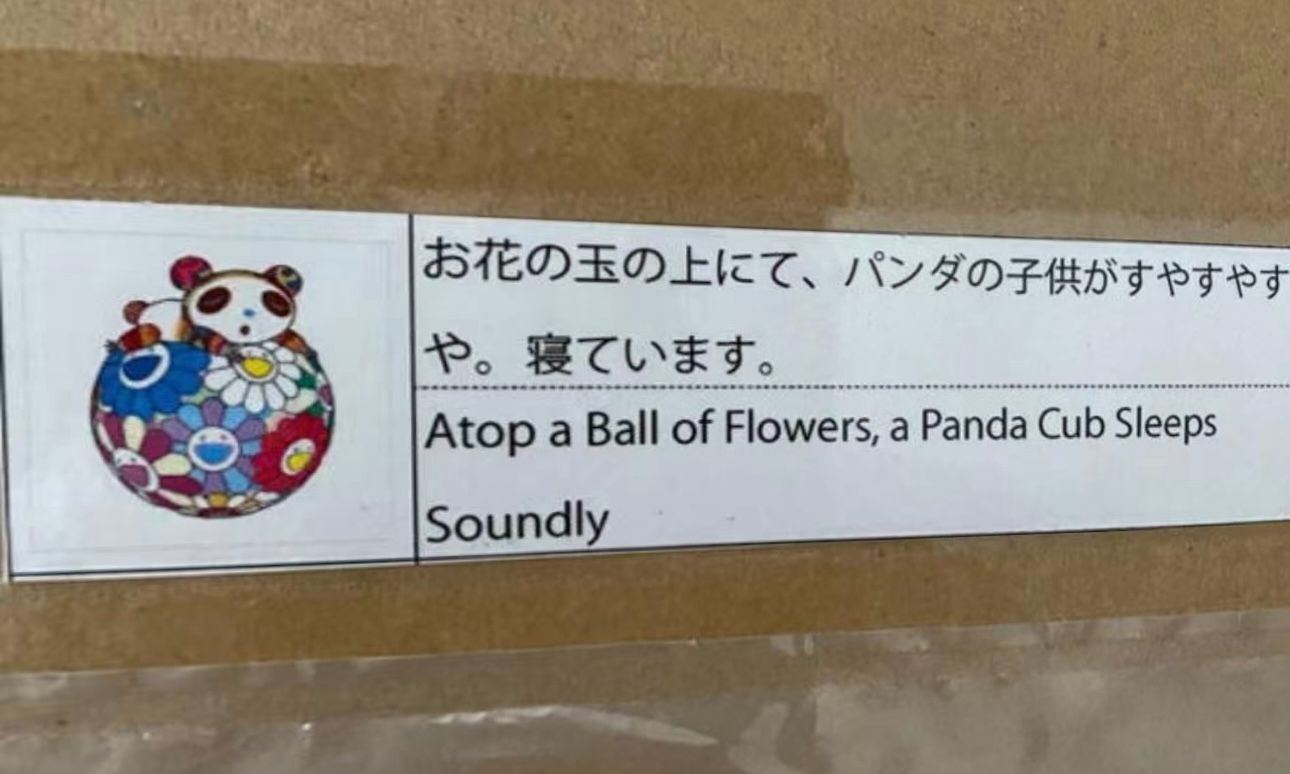 お花の玉の上にて、パンダの子供がすやすやす
や。寝ています。
Atop a Ball of Flowers, a Panda Cub Sleeps
Soundly